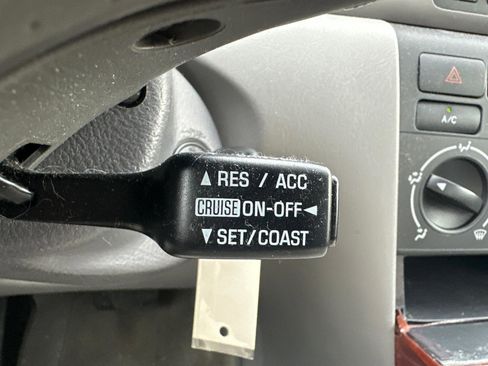 ▲ RES / ACC
CRUISE ON-OFF ◄
▼ SET/COAST
A/C